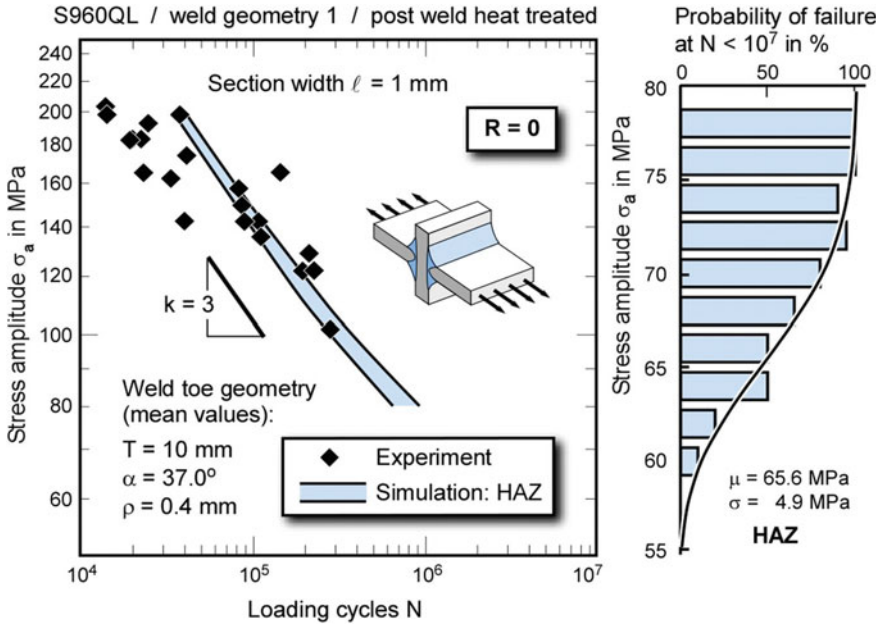 S960QL / weld geometry 1 / post weld heat treated
240
220
200
180
160
140
120
100
80
60
Stress amplitude σa in MPa
Section width ℓ = 1 mm
R = 0
k = 3
Weld toe geometry
(mean values):
T = 10 mm
α = 37.0º
ρ = 0.4 mm
Experiment
Simulation: HAZ
10⁴
10⁵
10⁶
10⁷
Loading cycles N
Probability of failure
at N < 10⁷ in %
0
50
100
80
75
70
65
60
55
Stress amplitude σa in MPa
μ = 65.6 MPa
σ = 4.9 MPa
HAZ